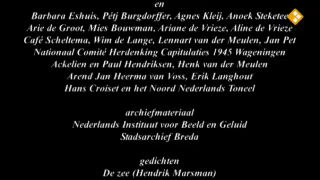 en
Barbara Eshuis, Pétj Burgdorffer, Agnes Kleij, Anoek Steketee
Arie de Groot, Mies Bouwman, Ariane de Vrieze, Aline de Vrieze
Café Scheltema, Wim de Lange, Lennart van der Meulen, Jan Pet
Nationaal Comité Herdenking Capitulaties 1945 Wageningen
Ackelien en Paul Hendriksen, Henk van der Meulen
Arend Jan Heerma van Voss, Erik Langhout
Hans Croiset en het Noord Nederlands Toneel
archiefmateriaal
Nederlands Instituut voor Beeld en Geluid
Stadsarchief Breda
gedichten
De zee (Hendrik Marsman)